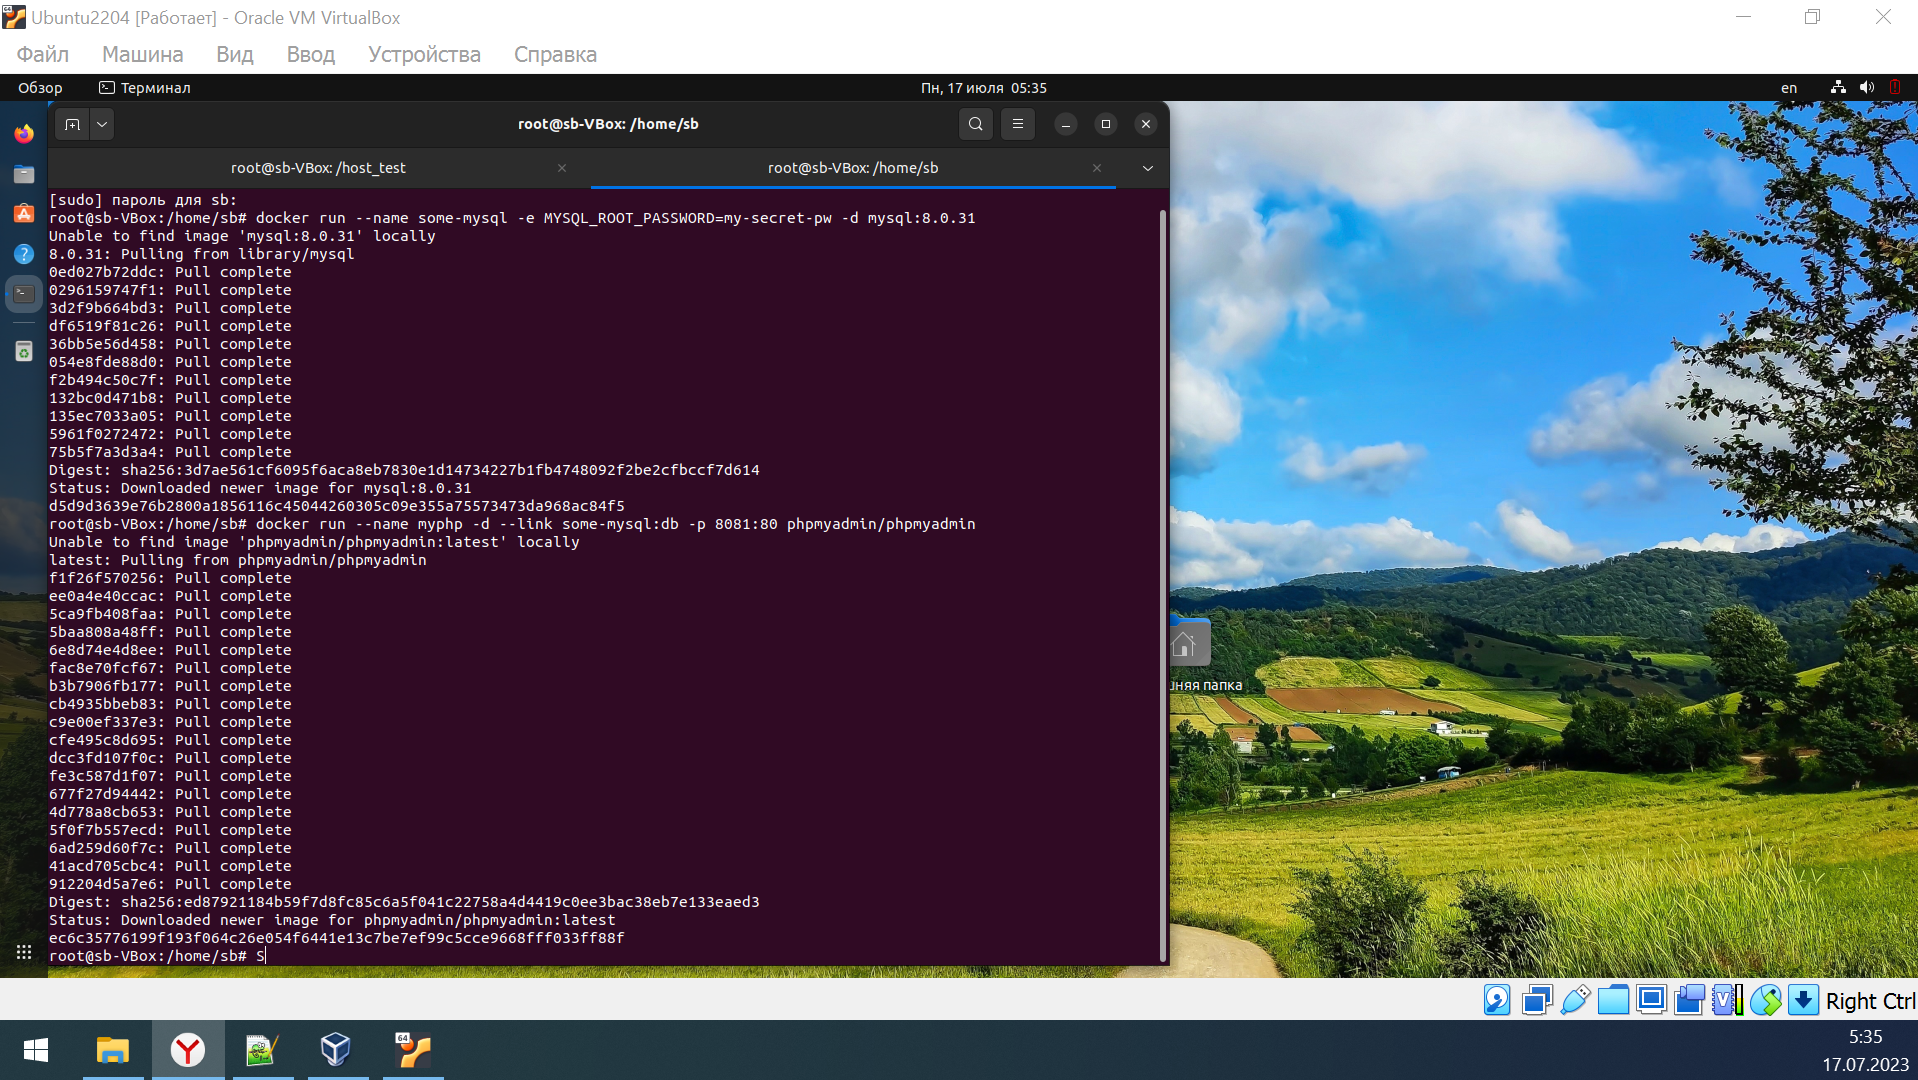 Ubuntu2204 [Работает] - Oracle VM VirtualBox
Файл Машина Вид Ввод Устройства Справка
Обзор Терминал Пн, 17 июля 05:35 en
root@sb-VBox: /home/sb
root@sb-VBox: /host_test root@sb-VBox: /home/sb
[sudo] пароль для sb:
root@sb-VBox:/home/sb# docker run --name some-mysql -e MYSQL_ROOT_PASSWORD=my-secret-pw -d mysql:8.0.31
Unable to find image 'mysql:8.0.31' locally
8.0.31: Pulling from library/mysql
0ed027b72ddc: Pull complete
0296159747f1: Pull complete
3d2f9b664bd3: Pull complete
df6519f81c26: Pull complete
36bb5e56d458: Pull complete
054e8fde88d0: Pull complete
f2b494c50c7f: Pull complete
132bc0d471b8: Pull complete
135ec7033a05: Pull complete
5961f0272472: Pull complete
75b5f7a3d3a4: Pull complete
Digest: sha256:3d7ae561cf6095f6aca8eb7830e1d14734227b1fb4748092f2be2cfbccf7d614
Status: Downloaded newer image for mysql:8.0.31
d5d9d3639e76b2800a1856116c45044260305c09e355a75573473da968ac84f5
root@sb-VBox:/home/sb# docker run --name myphp -d --link some-mysql:db -p 8081:80 phpmyadmin/phpmyadmin
Unable to find image 'phpmyadmin/phpmyadmin:latest' locally
latest: Pulling from phpmyadmin/phpmyadmin
f1f26f570256: Pull complete
ee0a4e40ccac: Pull complete
5ca9fb408faa: Pull complete
5baa808a48ff: Pull complete
6e8d74e4d8ee: Pull complete
fac8e70fcf67: Pull complete
b3b7906fb177: Pull complete
cb4935bbeb83: Pull complete
c9e00ef337e3: Pull complete
cfe495c8d695: Pull complete
dcc3fd107f0c: Pull complete
fe3c587d1f07: Pull complete
677f27d94442: Pull complete
4d778a8cb653: Pull complete
5f0f7b557ecd: Pull complete
6ad259d60f7c: Pull complete
41acd705cbc4: Pull complete
912204d5a7e6: Pull complete
Digest: sha256:ed87921184b59f7d8fc85c6a5f041c22758a4d4419c0ee3bac38eb7e133eaed3
Status: Downloaded newer image for phpmyadmin/phpmyadmin:latest
ec6c35776199f193f064c26e054f6441e13c7be7ef99c5cce9668fff033ff88f
root@sb-VBox:/home/sb# S
шняя папка
Right Ctrl
64
5:35
17.07.2023